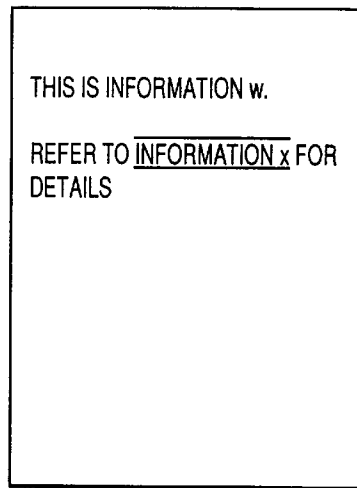 THIS IS INFORMATION w.
REFER TO INFORMATION x FOR
DETAILS